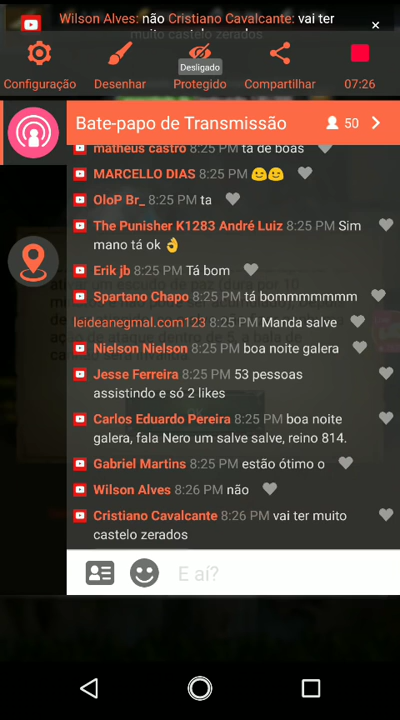 Wilson Alves: não Cristiano Cavalcante: vai ter
muito castelo zerados
Desligado
Configuração Desenhar Protegido Compartilhar 07:26
Bate-papo de Transmissão 50
matheus castro 8:25 PM ta de boas
MARCELLO DIAS 8:25 PM 😋😋
OloP Br_ 8:25 PM ta
The Punisher K1283 André Luiz 8:25 PM Sim
mano tá ok 👌
Erik jb 8:25 PM Tá bom
Spartano Chapo 8:25 PM tá bommmmmmm
leideanegmal.com123 8:25 PM Manda salve
Nielson Nielson 8:25 PM boa noite galera
Jesse Ferreira 8:25 PM 53 pessoas
assistindo e só 2 likes
Carlos Eduardo Pereira 8:25 PM boa noite
galera, fala Nero um salve salve, reino 814.
Gabriel Martins 8:25 PM estão ótimo o
Wilson Alves 8:26 PM não
Cristiano Cavalcante 8:26 PM vai ter muito
castelo zerados
E aí?